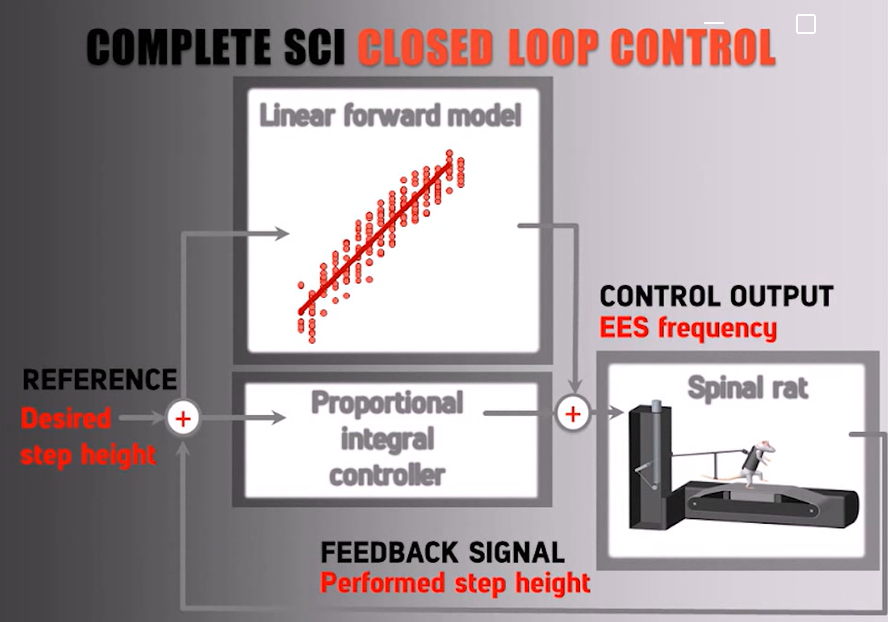 COMPLETE SCI CLOSED LOOP CONTROL
Linear forward model
CONTROL OUTPUT
EES frequency
REFERENCE
Desired
step height
+
Proportional
integral
controller
+
Spinal rat
FEEDBACK SIGNAL
Performed step height